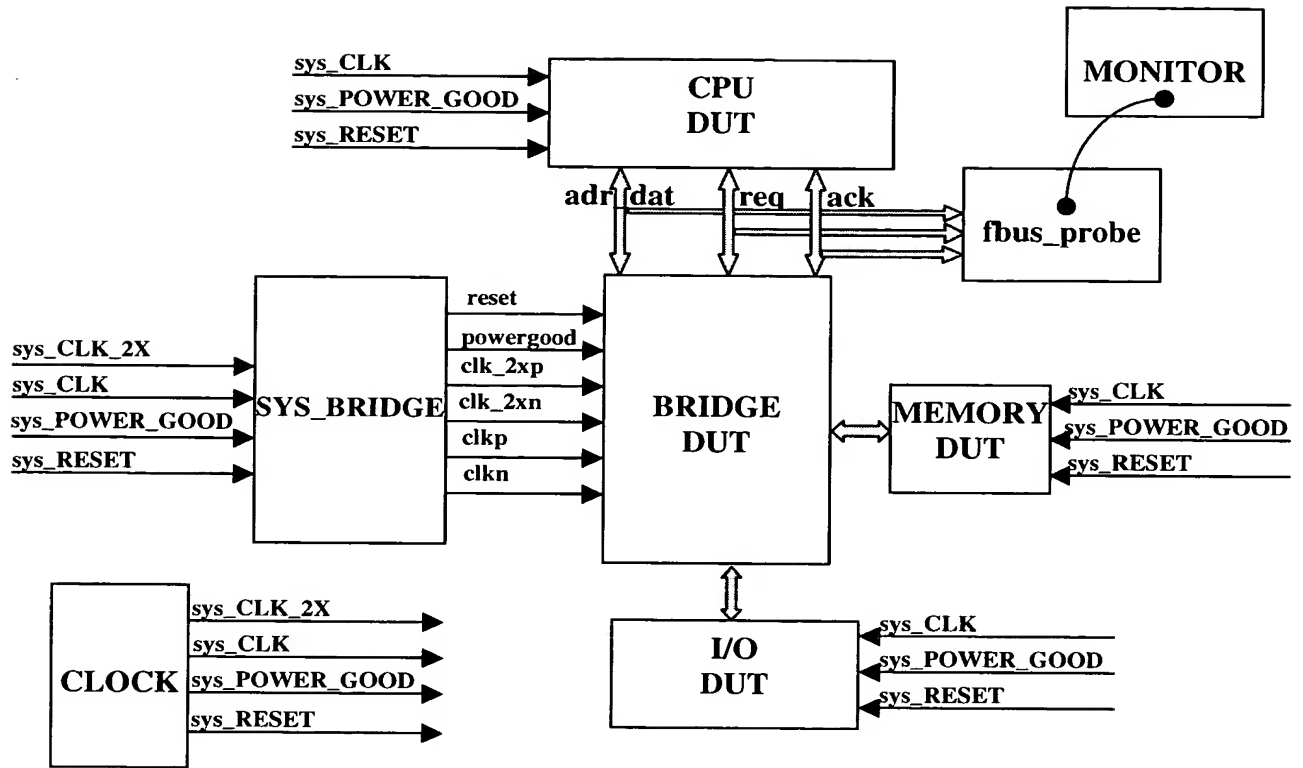 sys_CLK
sys_POWER_GOOD
sys_RESET
CPU
DUT
MONITOR
adr dat
req
ack
fbus_probe
sys_CLK_2X
sys_CLK
sys_POWER_GOOD
sys_RESET
SYS_BRIDGE
reset
powergood
clk_2xp
clk_2xn
clkp
clkn
BRIDGE
DUT
MEMORY
DUT
sys_CLK
sys_POWER_GOOD
sys_RESET
CLOCK
sys_CLK_2X
sys_CLK
sys_POWER_GOOD
sys_RESET
I/O
DUT
sys_CLK
sys_POWER_GOOD
sys_RESET